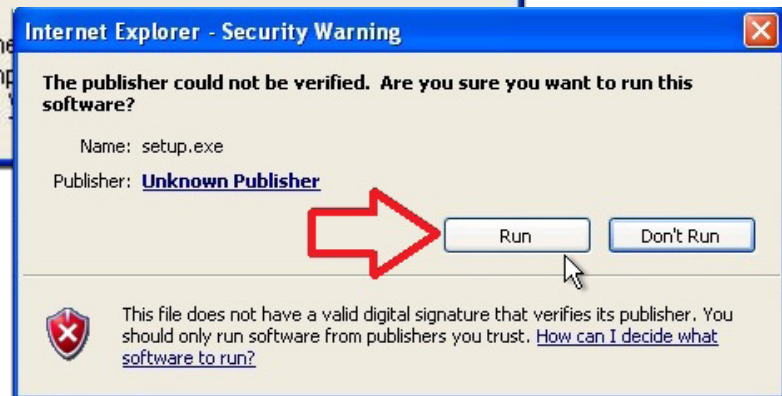 Internet Explorer - Security Warning
The publisher could not be verified. Are you sure you want to run this
software?
Name: setup.exe
Publisher: Unknown Publisher
Run
Don't Run
This file does not have a valid digital signature that verifies its publisher. You
should only run software from publishers you trust. How can I decide what
software to run?